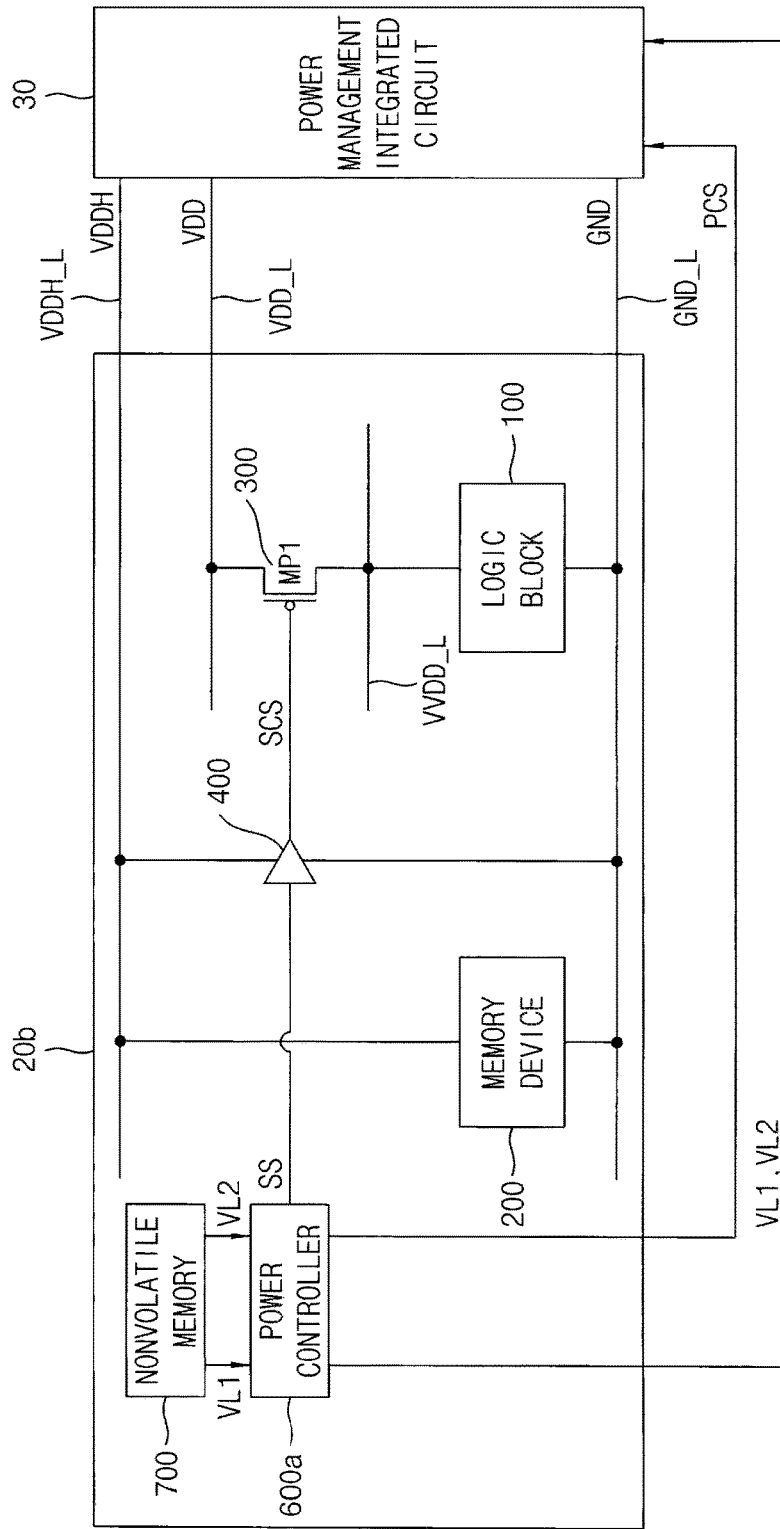 20b
30
VDDH_L
VDDH
VDD
VDD_L
POWER
MANAGEMENT
INTEGRATED
CIRCUIT
NONVOLATILE
MEMORY
700
VL1
VL2
POWER
CONTROLLER
600a
SS
400
SCS
MP1
300
VVDD_L
MEMORY
DEVICE
200
LOGIC
BLOCK
100
GND
GND_L
PCS
VL1, VL2